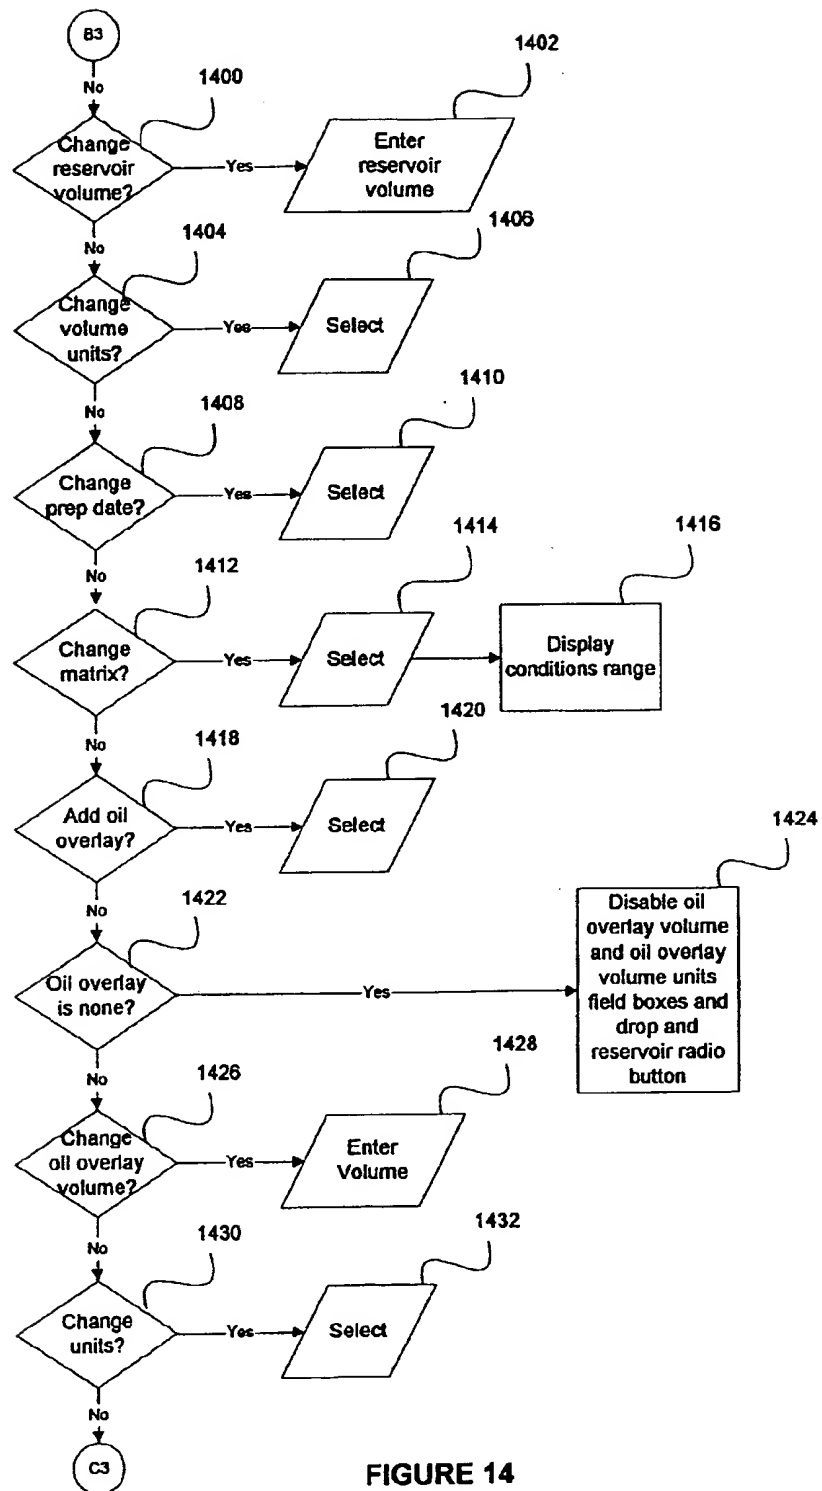 B3
No
1400
1402
Change
reservoir
volume?
Yes
Enter
reservoir
volume
No
1404
1406
Change
volume
units?
Yes
Select
No
1408
1410
Change
prep date?
Yes
Select
No
1412
1414
1416
Change
matrix?
Yes
Select
Display
conditions range
No
1418
1420
Add oil
overlay?
Yes
Select
No
1422
1424
Oil overlay
is none?
Yes
Disable oil
overlay volume
and oil overlay
volume units
field boxes and
drop and
reservoir radio
button
No
1426
1428
Change
oil overlay
volume?
Yes
Enter
Volume
No
1430
1432
Change
units?
Yes
Select
No
C3
FIGURE 14